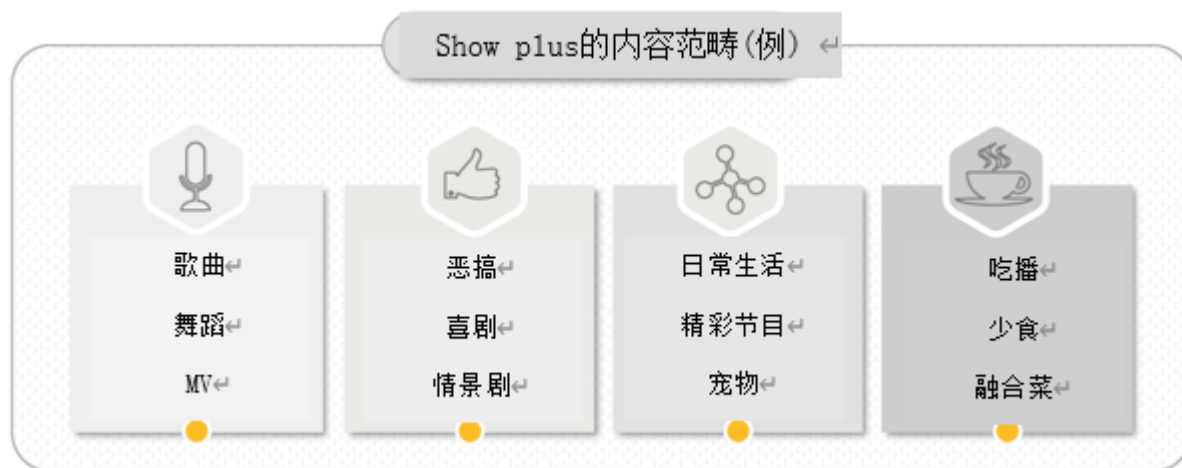 Show plus的内容范畴(例)
歌曲
舞蹈
MV
恶搞
喜剧
情景剧
日常生活
精彩节目
宠物
吃播
少食
融合菜